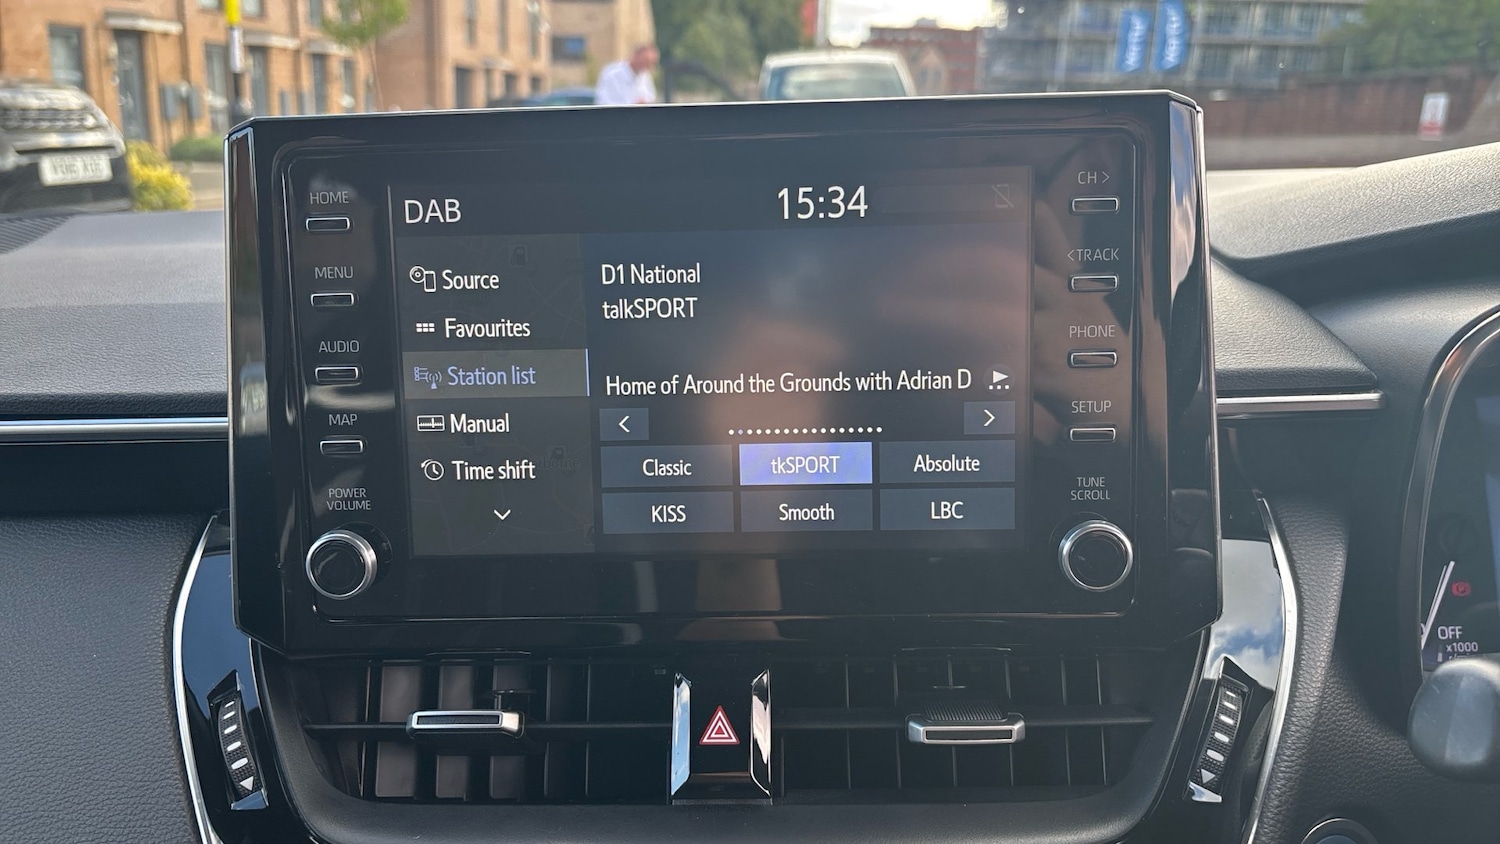 HOME
MENU
AUDIO
MAP
POWER
VOLUME
DAB
15:34
Source
Favourites
Station list
Manual
Time shift
D1 National
talkSPORT
Home of Around the Grounds with Adrian D
Classic
tkSPORT
Absolute
KISS
Smooth
LBC
CH >
< TRACK
PHONE
SETUP
TUNE
SCROLL
OFF
x1000